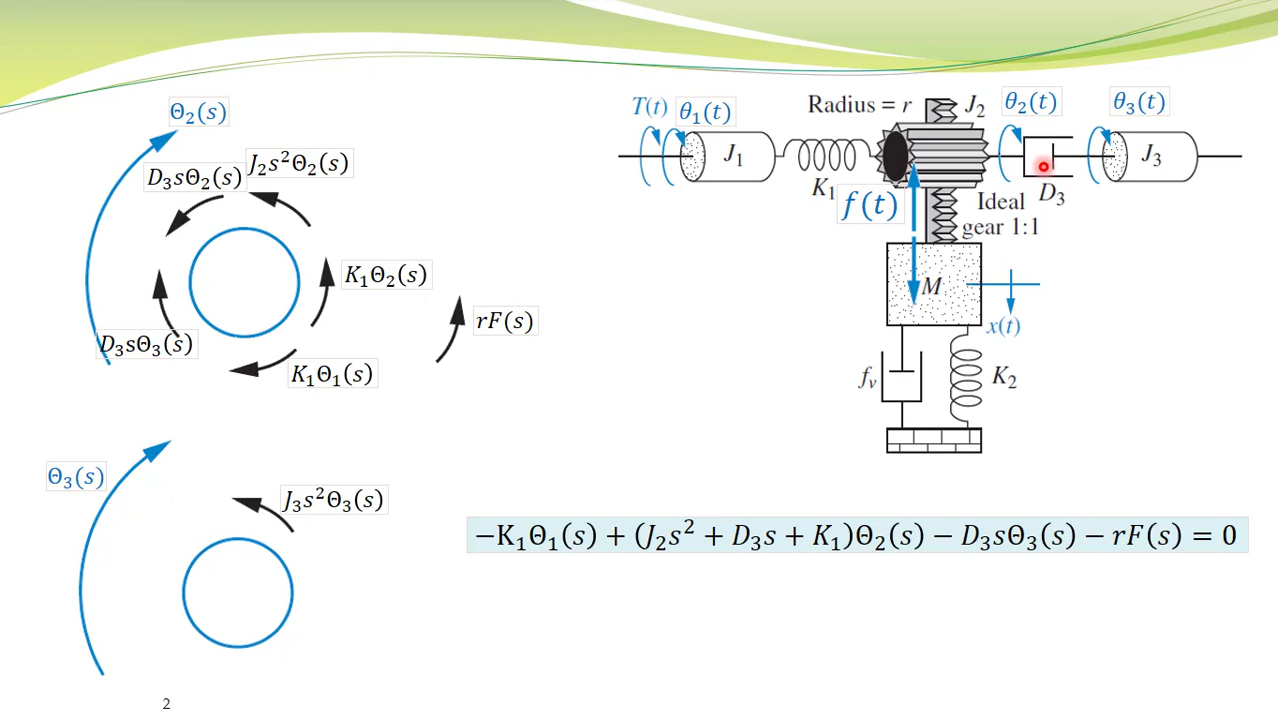 Θ₂(s)
D₃sΘ₂(s)
J₂s²Θ₂(s)
K₁Θ₂(s)
D₃sΘ₃(s)
K₁Θ₁(s)
rF(s)
Θ₃(s)
J₃s²Θ₃(s)
T(t)
θ₁(t)
Radius = r
J₂
θ₂(t)
θ₃(t)
J₁
K₁
f(t)
Ideal
gear 1:1
D₃
J₃
M
x(t)
fᵥ
K₂
−K₁Θ₁(s) + (J₂s² + D₃s + K₁)Θ₂(s) − D₃sΘ₃(s) − rF(s) = 0
2